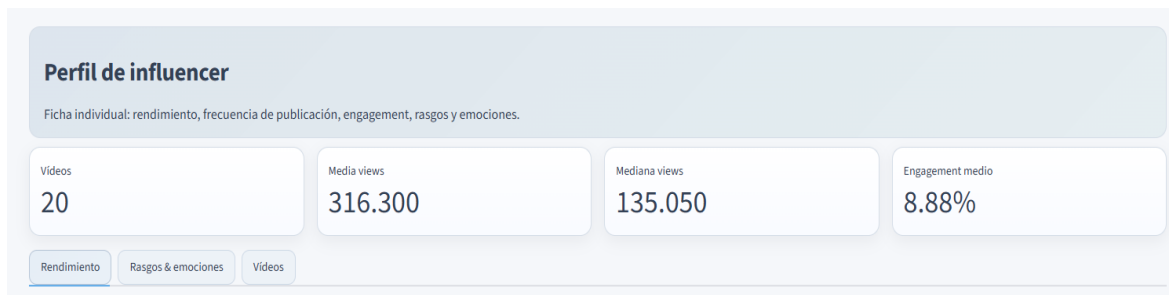 Perfil de influencer
Ficha individual: rendimiento, frecuencia de publicación, engagement, rasgos y emociones.
Vídeos
20
Media views
316.300
Mediana views
135.050
Engagement medio
8.88%
Rendimiento
Rasgos & emociones
Vídeos